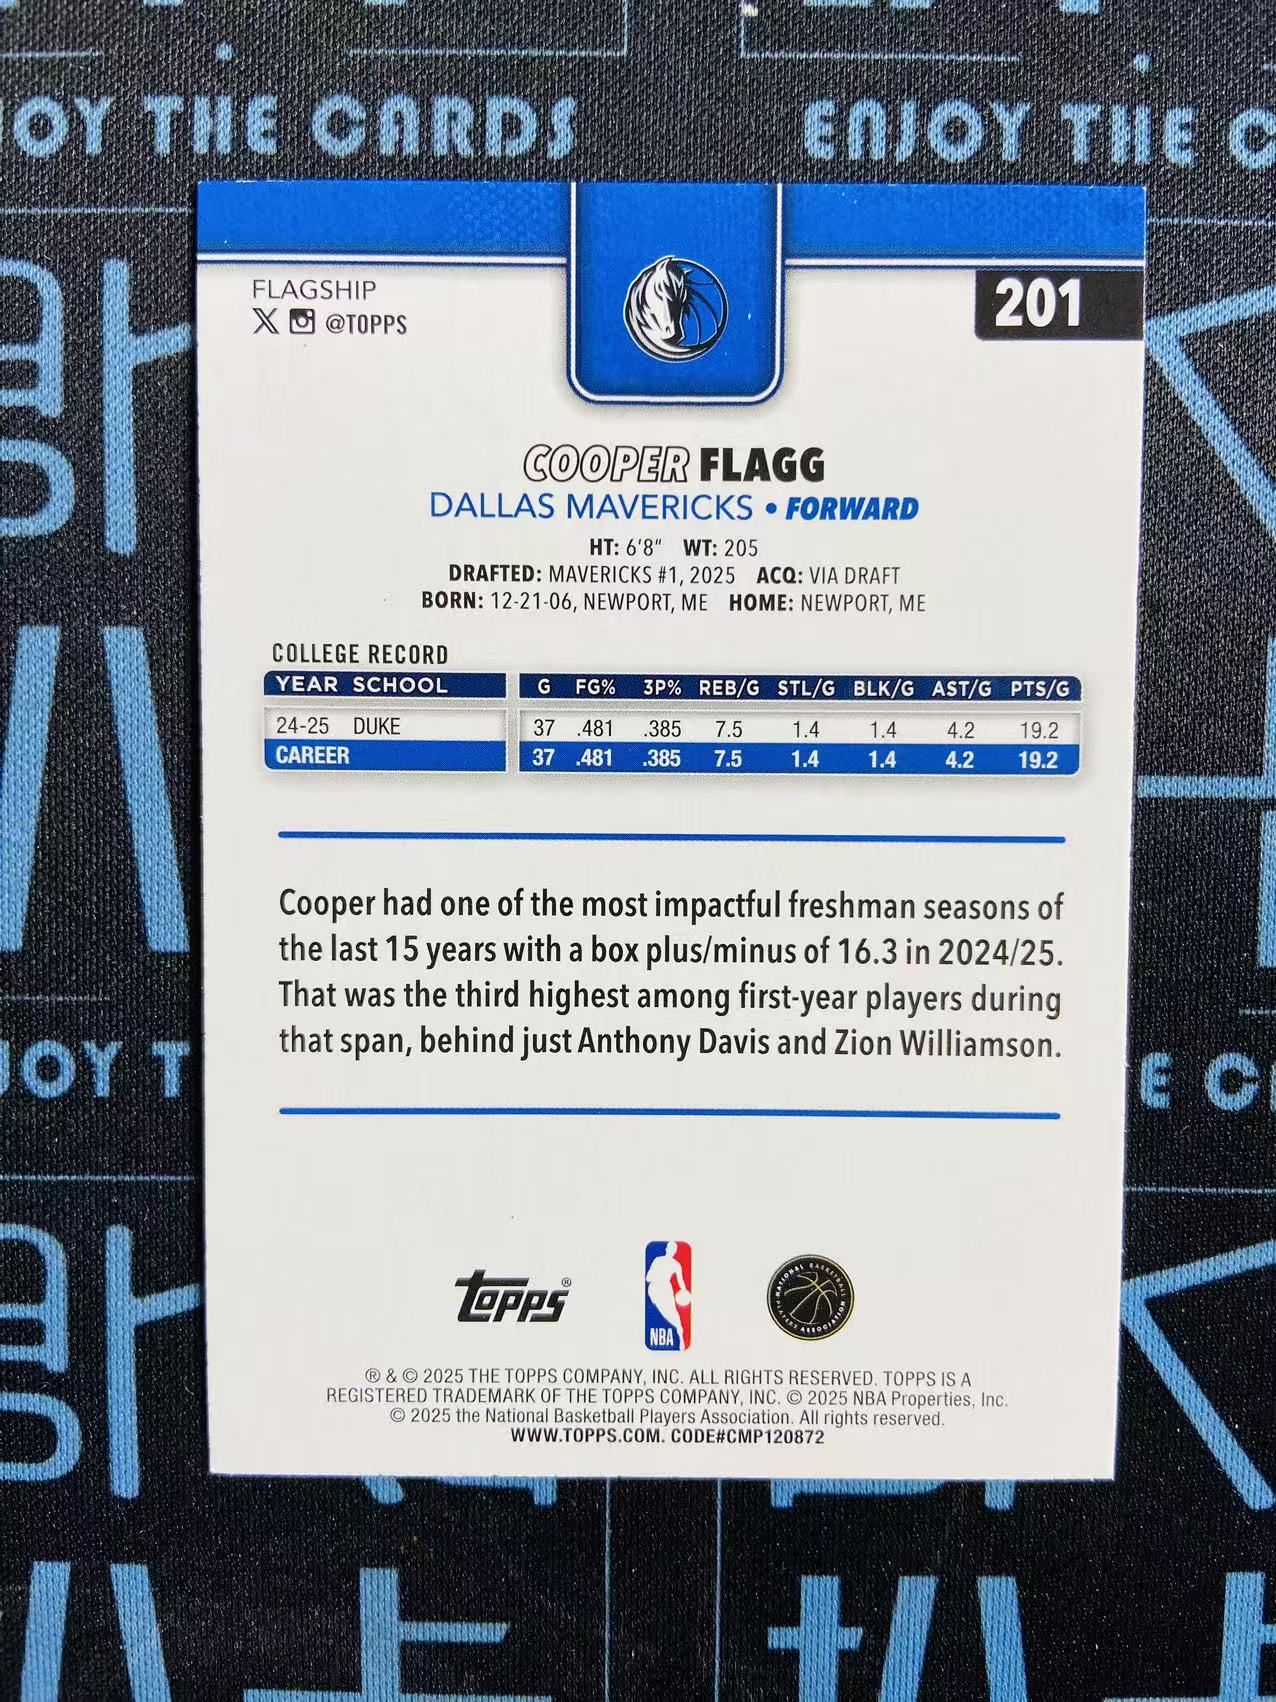 JOY THE CARDS
ENJOY THE C
FLAGSHIP
X @TOPPS
201
COOPER FLAGG
DALLAS MAVERICKS • FORWARD
HT: 6'8" WT: 205
DRAFTED: MAVERICKS #1, 2025 ACQ: VIA DRAFT
BORN: 12-21-06, NEWPORT, ME HOME: NEWPORT, ME
COLLEGE RECORD
YEAR SCHOOL G FG% 3P% REB/G STL/G BLK/G AST/G PTS/G
24-25 DUKE 37 .481 .385 7.5 1.4 1.4 4.2 19.2
CAREER 37 .481 .385 7.5 1.4 1.4 4.2 19.2
Cooper had one of the most impactful freshman seasons of
the last 15 years with a box plus/minus of 16.3 in 2024/25.
That was the third highest among first-year players during
that span, behind just Anthony Davis and Zion Williamson.
JOY T
E C
Topps®
NBA
NATIONAL BASKETBALL PLAYERS ASSOCIATION
® & © 2025 THE TOPPS COMPANY, INC. ALL RIGHTS RESERVED. TOPPS IS A
REGISTERED TRADEMARK OF THE TOPPS COMPANY, INC. © 2025 NBA Properties, Inc.
© 2025 the National Basketball Players Association. All rights reserved.
WWW.TOPPS.COM. CODE#CMP120872